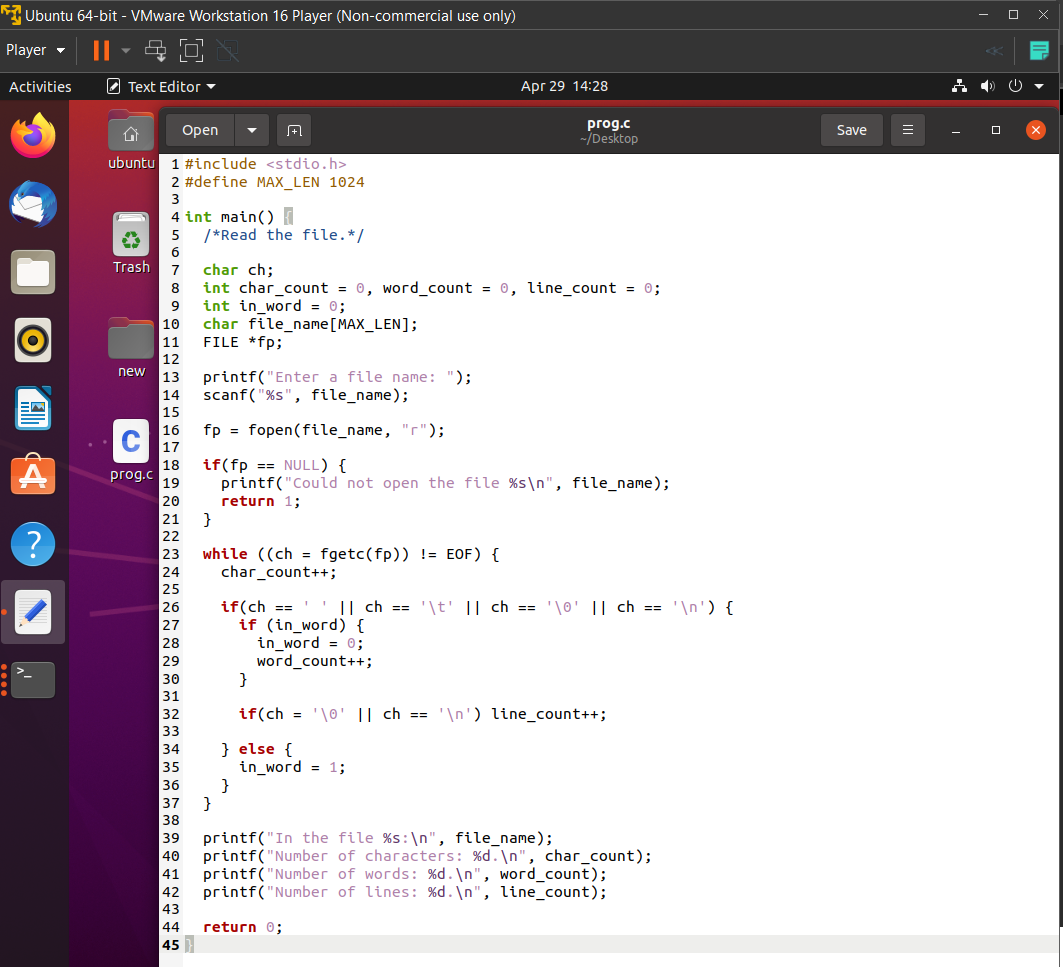 Ubuntu 64-bit - VMware Workstation 16 Player (Non-commercial use only)
Player
Activities
Text Editor
Apr 29 14:28
Open
prog.c
~/Desktop
Save
ubuntu
Trash
new
C
prog.c
1 #include <stdio.h>
2 #define MAX_LEN 1024
3
4 int main() {
5   /*Read the file.*/
6
7   char ch;
8   int char_count = 0, word_count = 0, line_count = 0;
9   int in_word = 0;
10   char file_name[MAX_LEN];
11   FILE *fp;
12
13   printf("Enter a file name: ");
14   scanf("%s", file_name);
15
16   fp = fopen(file_name, "r");
17
18   if(fp == NULL) {
19     printf("Could not open the file %s\n", file_name);
20     return 1;
21   }
22
23   while ((ch = fgetc(fp)) != EOF) {
24     char_count++;
25
26     if(ch == ' ' || ch == '\t' || ch == '\0' || ch == '\n') {
27       if (in_word) {
28         in_word = 0;
29         word_count++;
30       }
31
32       if(ch = '\0' || ch == '\n') line_count++;
33
34     } else {
35       in_word = 1;
36     }
37   }
38
39   printf("In the file %s:\n", file_name);
40   printf("Number of characters: %d.\n", char_count);
41   printf("Number of words: %d.\n", word_count);
42   printf("Number of lines: %d.\n", line_count);
43
44   return 0;
45 }